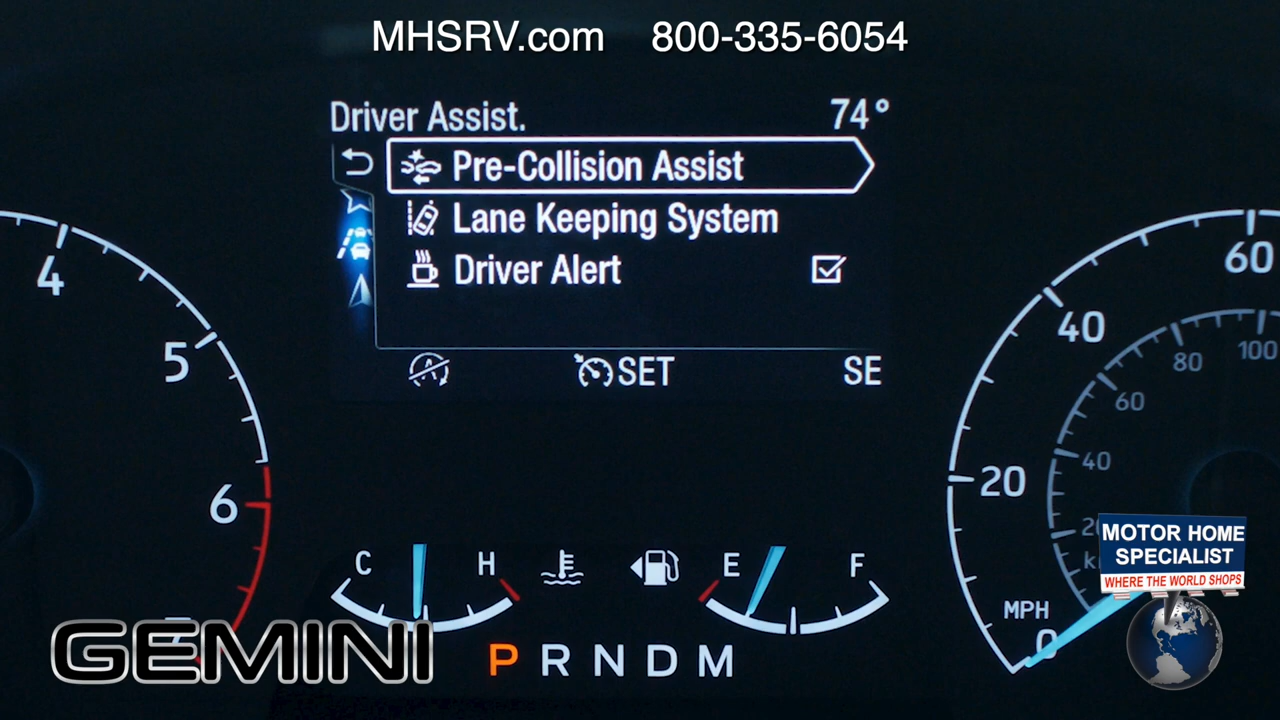 MHSRV.com 800-335-6054
Driver Assist. 74°
Pre-Collision Assist
Lane Keeping System
Driver Alert
SET SE
4
5
6
C H
E F
P R N D M
20
40
60
20
40
60
80
100
MPH
0
GEMINI
MOTOR HOME
SPECIALIST
WHERE THE WORLD SHOPS